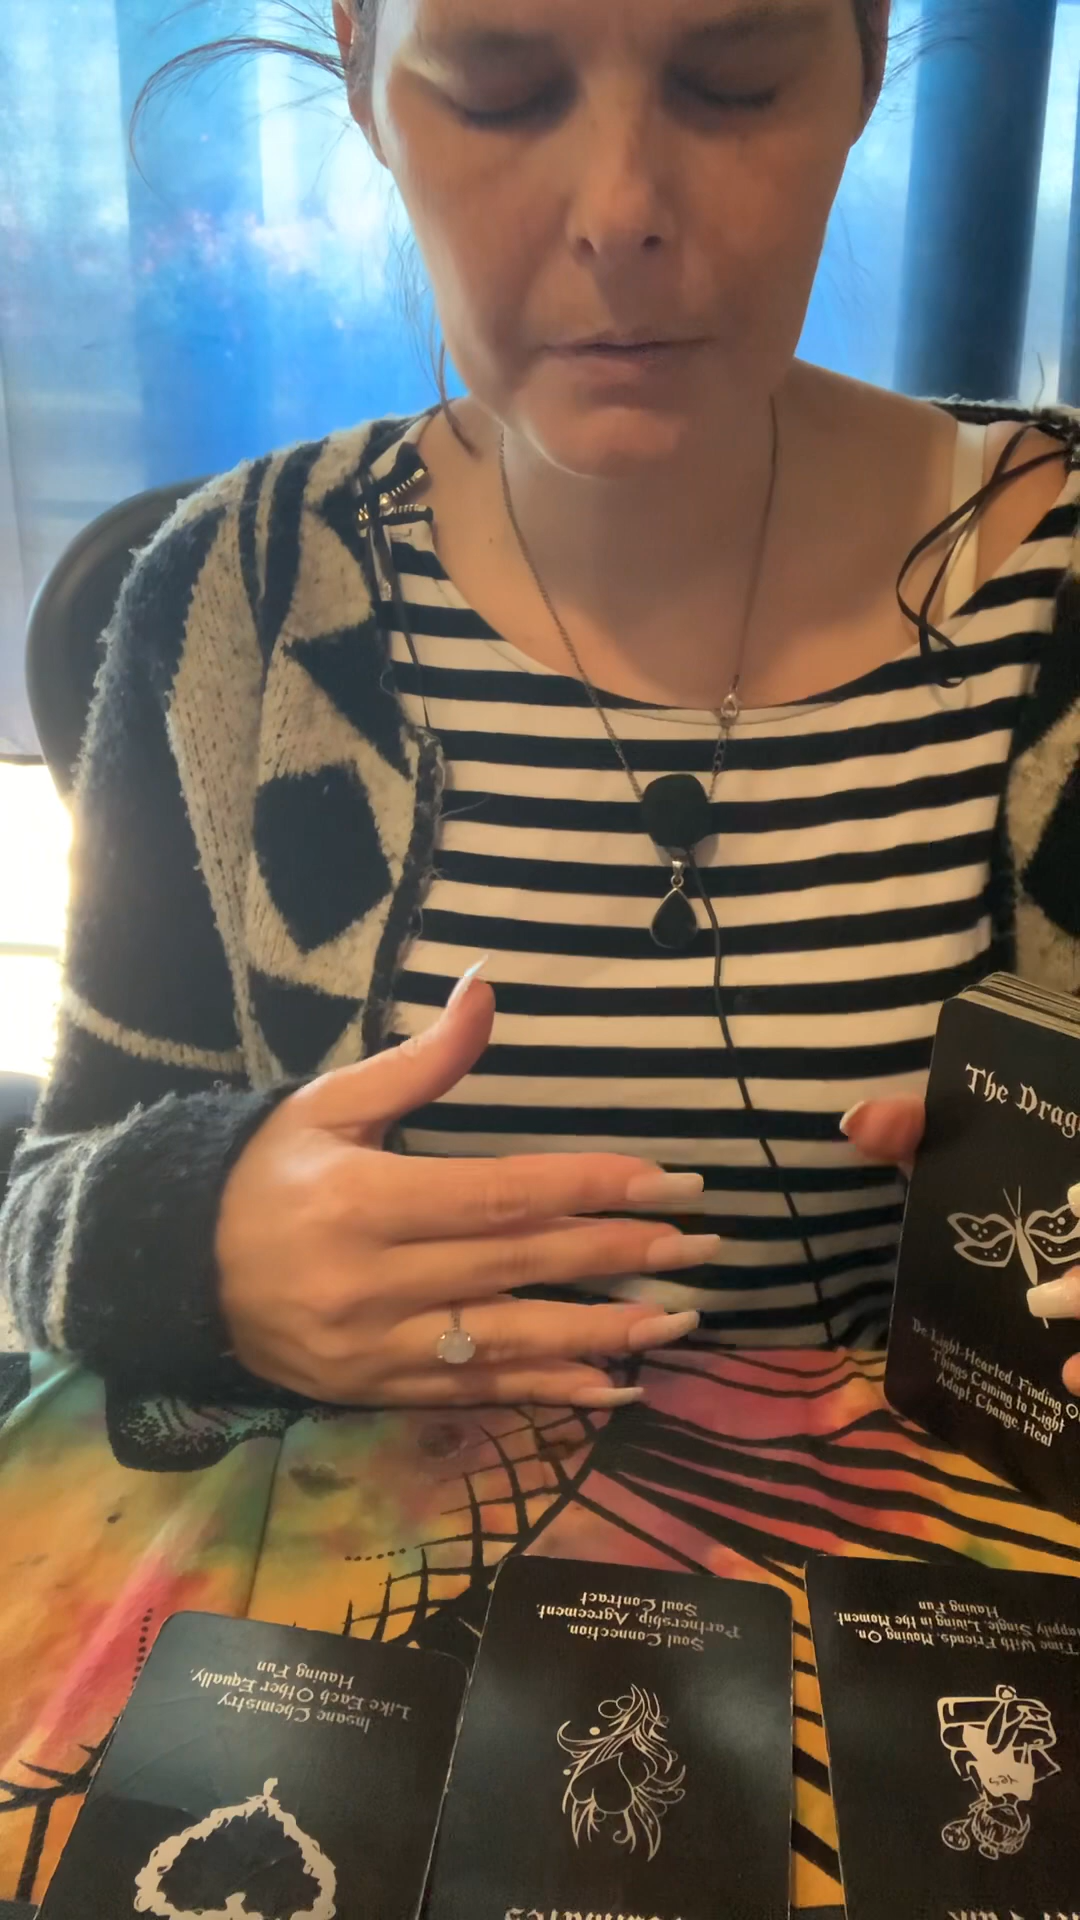 The Drag
Be Light-Hearted, Finding O
Things Coming to Light
Adapt, Change, Heal
Insane Chemistry
Like Each Other Equally,
Having Fun
Soul Connection,
Partnership, Agreement,
Soul Contract
Time With Friends, Moving On,
appily Single, Living in the Moment,
Having Fun